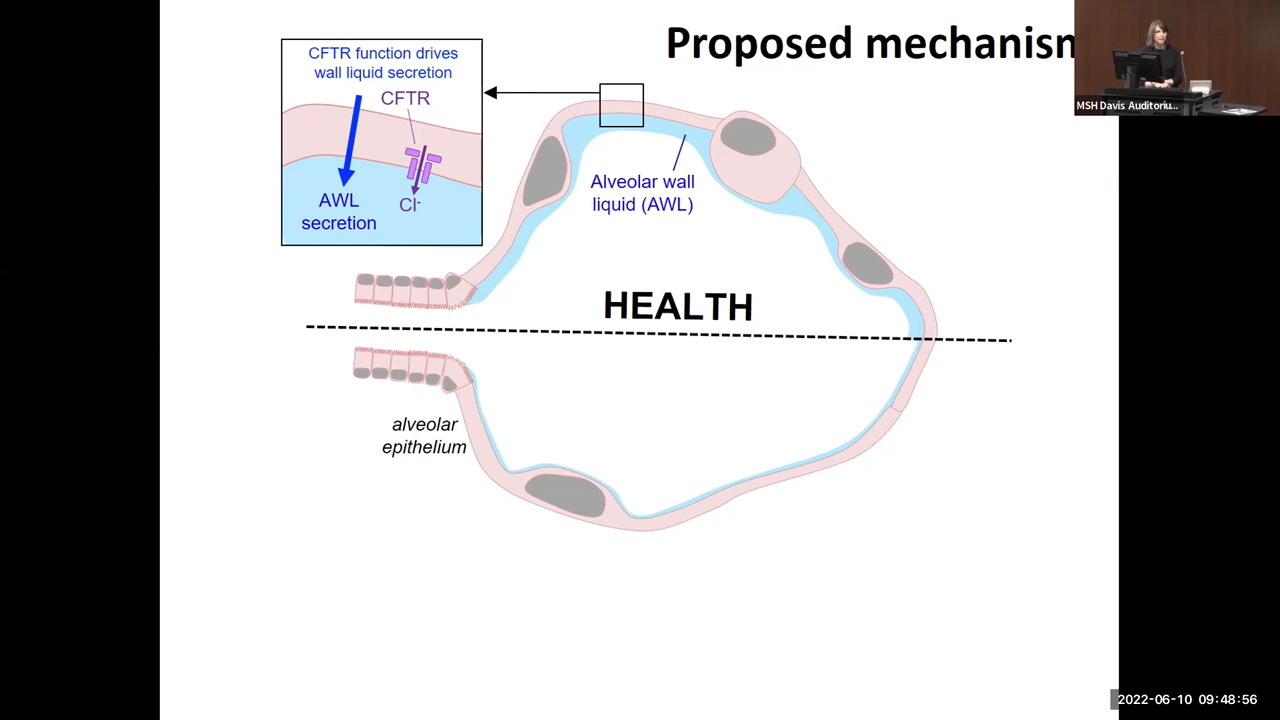 Proposed mechanism
MSH Davis Auditoriu...
CFTR function drives
wall liquid secretion
CFTR
AWL
secretion
Cl-
Alveolar wall
liquid (AWL)
HEALTH
alveolar
epithelium
2022-06-10 09:48:56